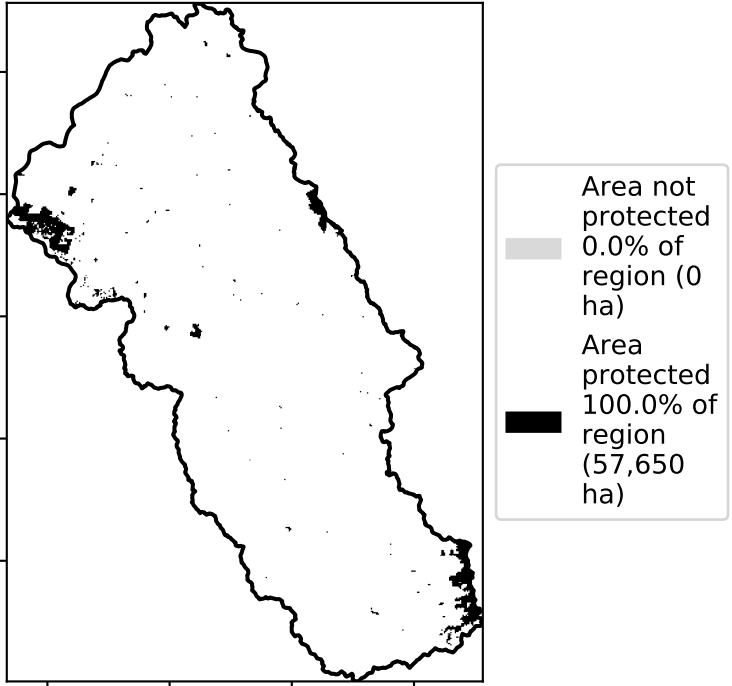 Area not
protected
0.0% of
region (0
ha)
Area
protected
100.0% of
region
(57,650
ha)